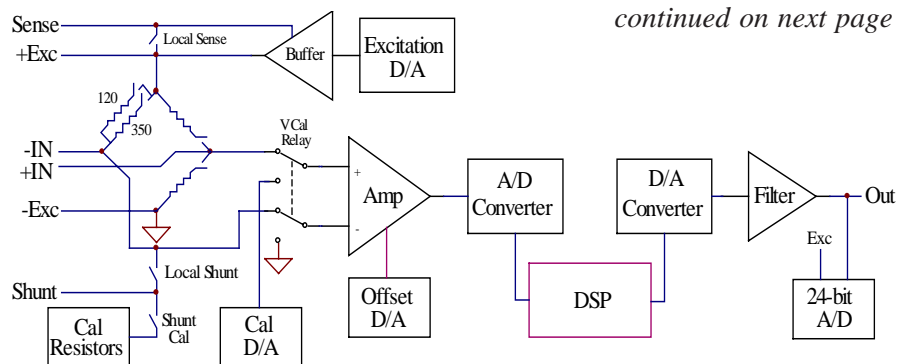 continued on next page
Sense
Local Sense
+Exc
Buffer
Excitation
D/A
120
350
VCal
Relay
-IN
+IN
+
Amp
-
A/D
Converter
D/A
Converter
Filter
Out
-Exc
Exc
Local Shunt
Shunt
Shunt
Cal
Cal
Resistors
Cal
D/A
Offset
D/A
DSP
24-bit
A/D